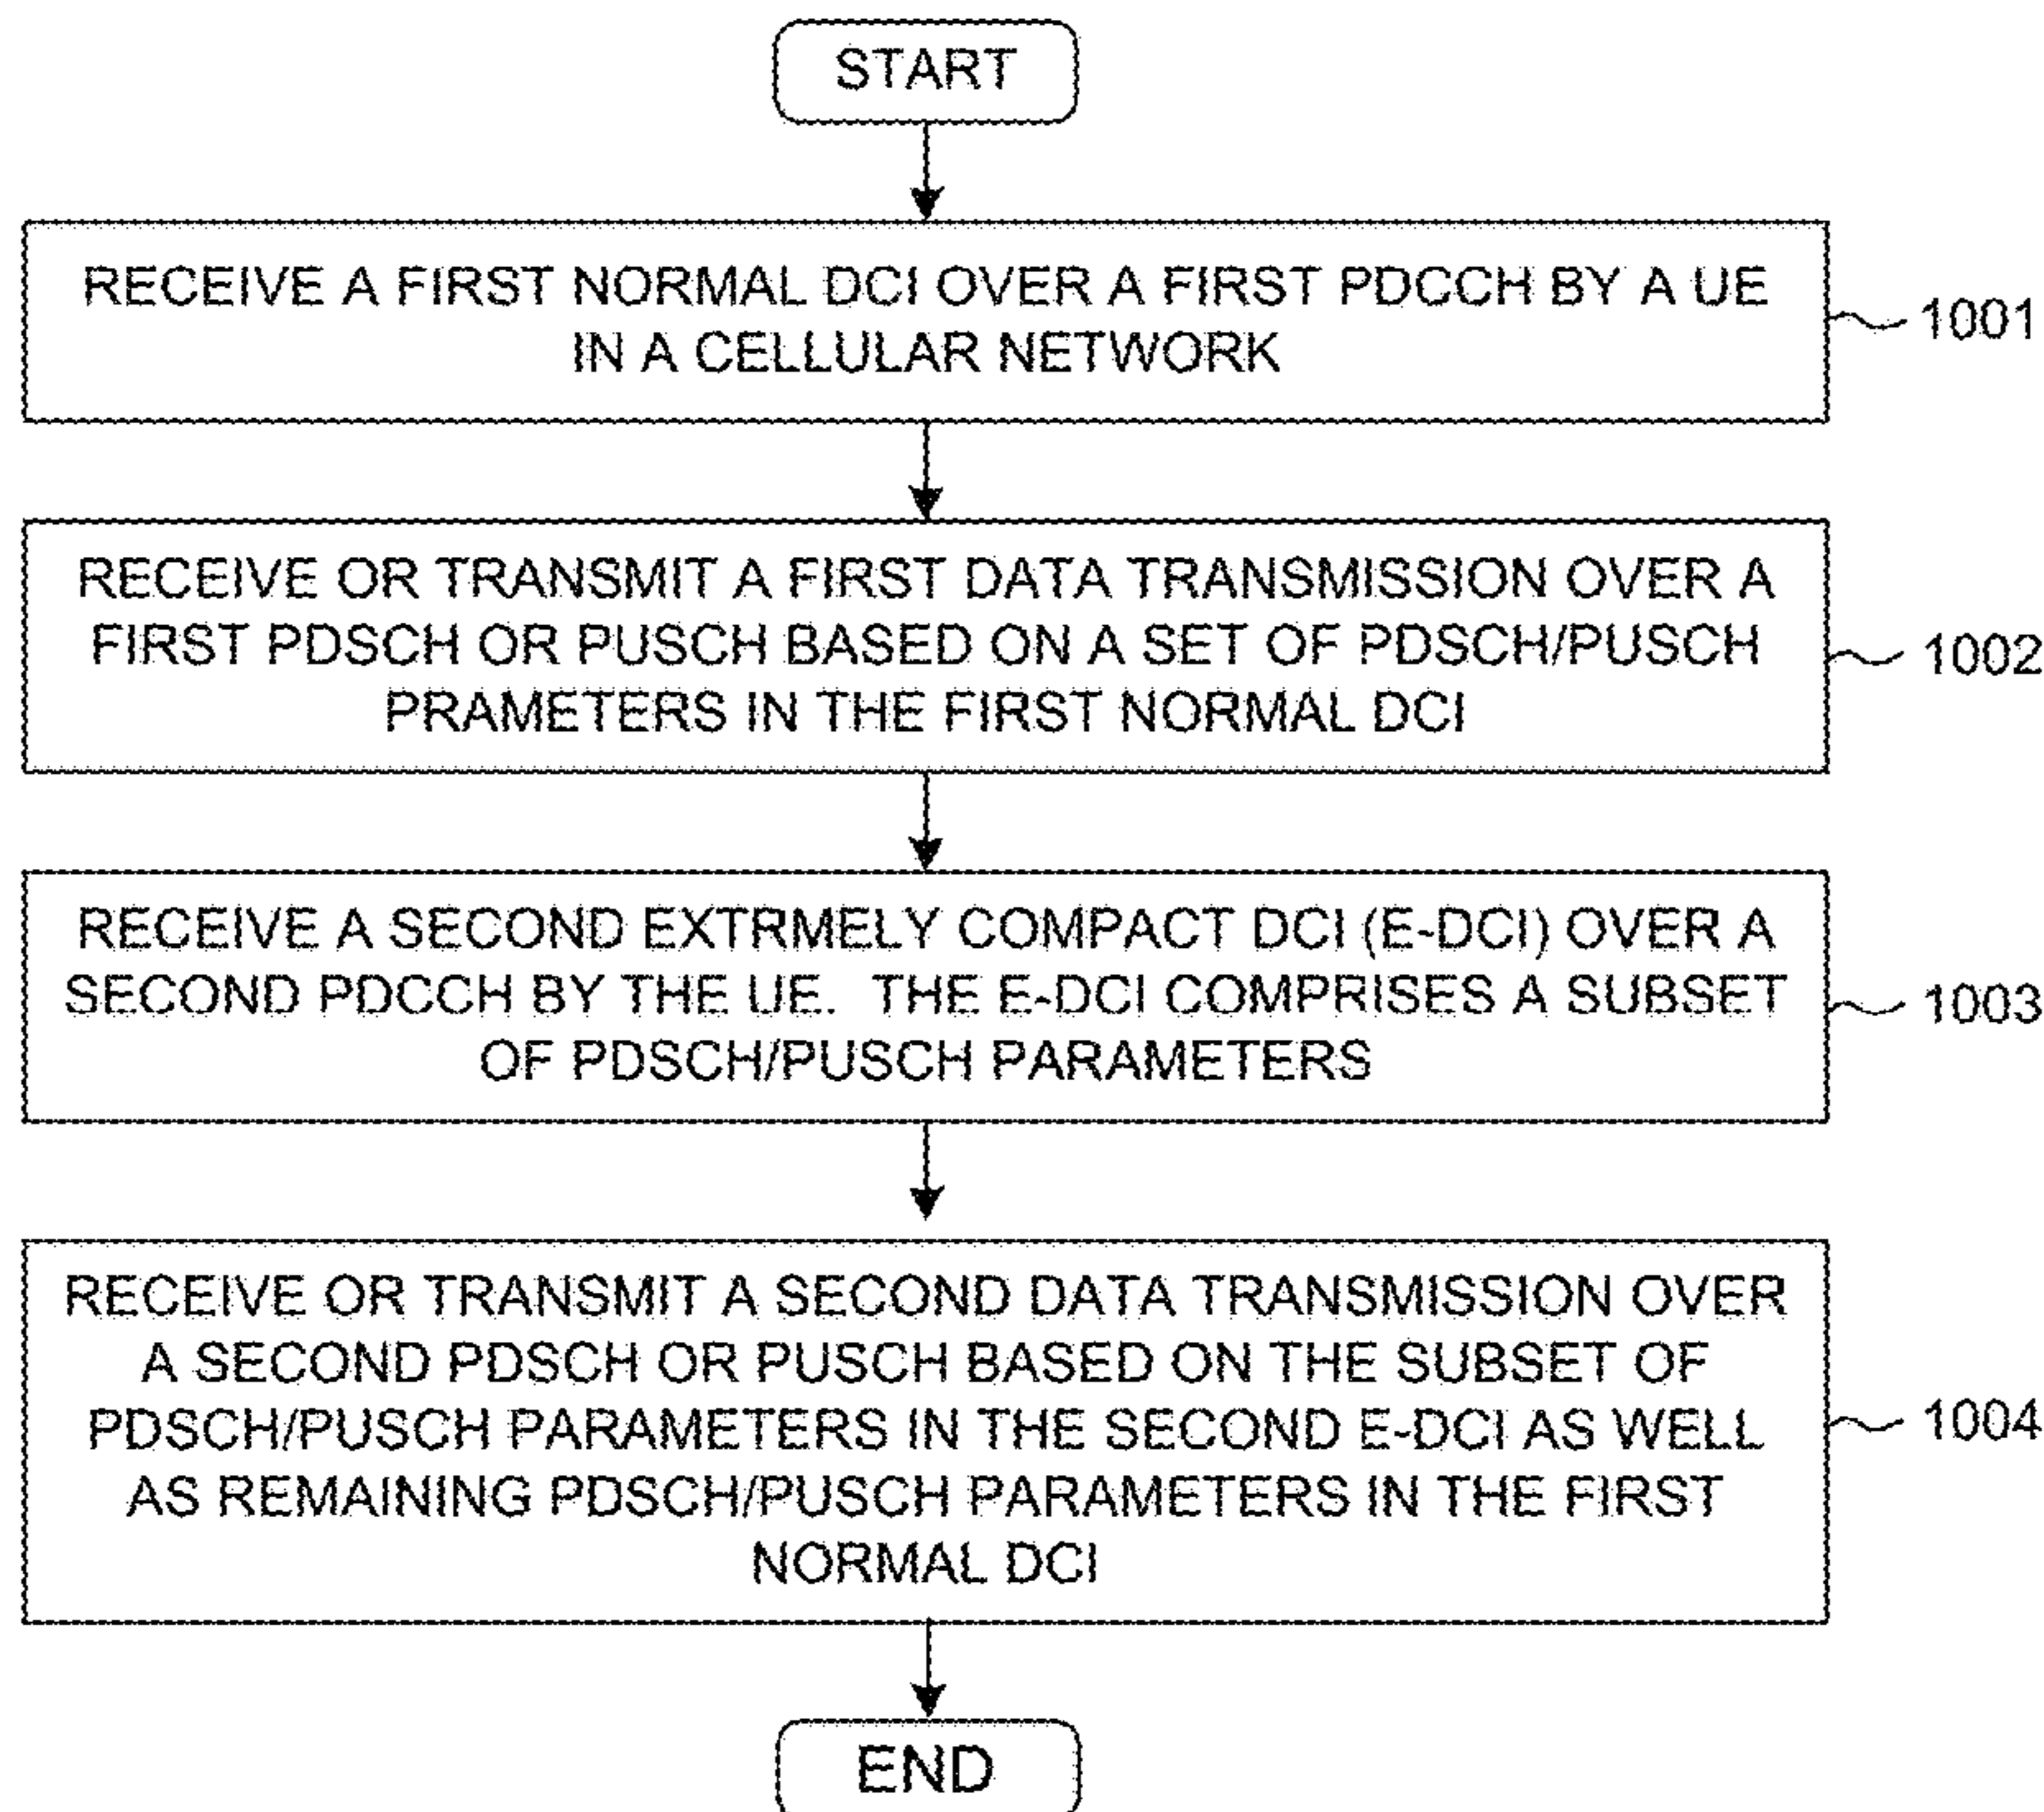 START
RECEIVE A FIRST NORMAL DCI OVER A FIRST PDCCH BY A UE
IN A CELLULAR NETWORK
1001
RECEIVE OR TRANSMIT A FIRST DATA TRANSMISSION OVER A
FIRST PDSCH OR PUSCH BASED ON A SET OF PDSCH/PUSCH
PRAMETERS IN THE FIRST NORMAL DCI
1002
RECEIVE A SECOND EXTRMELY COMPACT DCI (E-DCI) OVER A
SECOND PDCCH BY THE UE. THE E-DCI COMPRISES A SUBSET
OF PDSCH/PUSCH PARAMETERS
1003
RECEIVE OR TRANSMIT A SECOND DATA TRANSMISSION OVER
A SECOND PDSCH OR PUSCH BASED ON THE SUBSET OF
PDSCH/PUSCH PARAMETERS IN THE SECOND E-DCI AS WELL
AS REMAINING PDSCH/PUSCH PARAMETERS IN THE FIRST
NORMAL DCI
1004
END